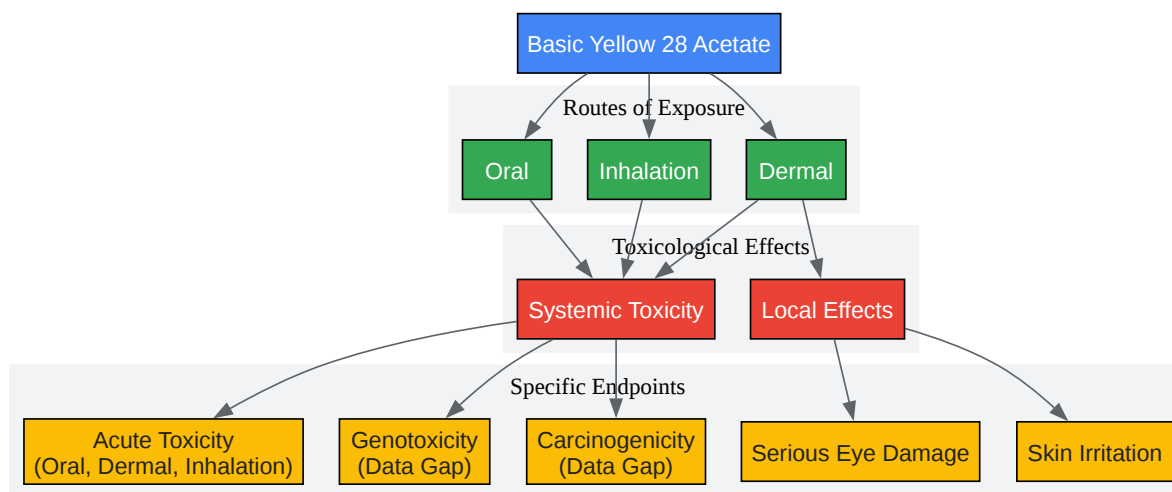 Basic Yellow 28 Acetate
Routes of Exposure
Oral
Inhalation
Dermal
Toxicological Effects
Systemic Toxicity
Local Effects
Specific Endpoints
Acute Toxicity
(Oral, Dermal, Inhalation)
Genotoxicity
(Data Gap)
Carcinogenicity
(Data Gap)
Serious Eye Damage
Skin Irritation